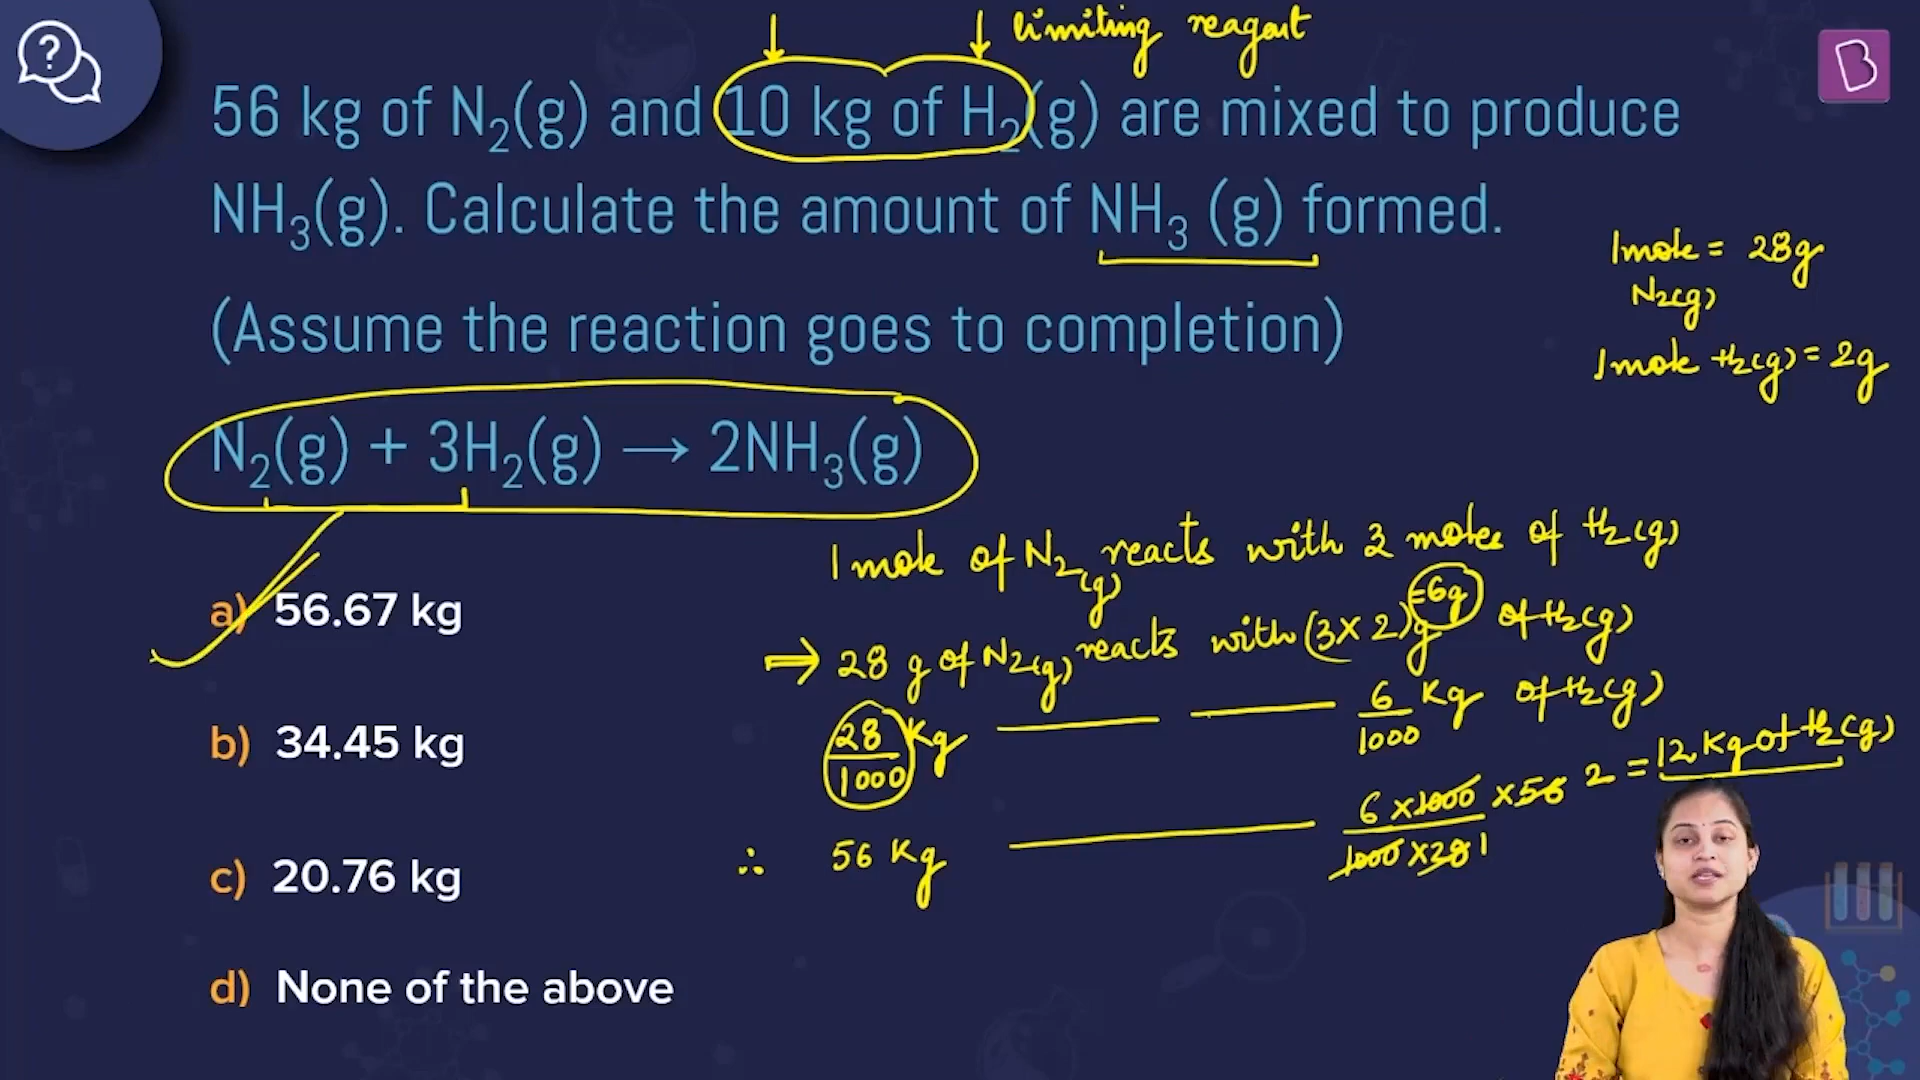 ?
limiting reagent
B
56 kg of N₂(g) and 10 kg of H₂(g) are mixed to produce
NH₃(g). Calculate the amount of NH₃ (g) formed.
(Assume the reaction goes to completion)
1 mole = 28g
N₂(g)
1 mole H₂(g) = 2g
N₂(g) + 3H₂(g) → 2NH₃(g)
1 mole of N₂(g) reacts with 3 moles of H₂(g)
⇒ 28 g of N₂(g) reacts with (3 X 2)g =6g of H₂(g)
28/1000 Kg — — 6/1000 Kg of H₂(g)
∴ 56 Kg — 6 x 1000 x 56 2 / 1000 x 28 1 = 12 Kg of H₂(g)
a) 56.67 kg
b) 34.45 kg
c) 20.76 kg
d) None of the above